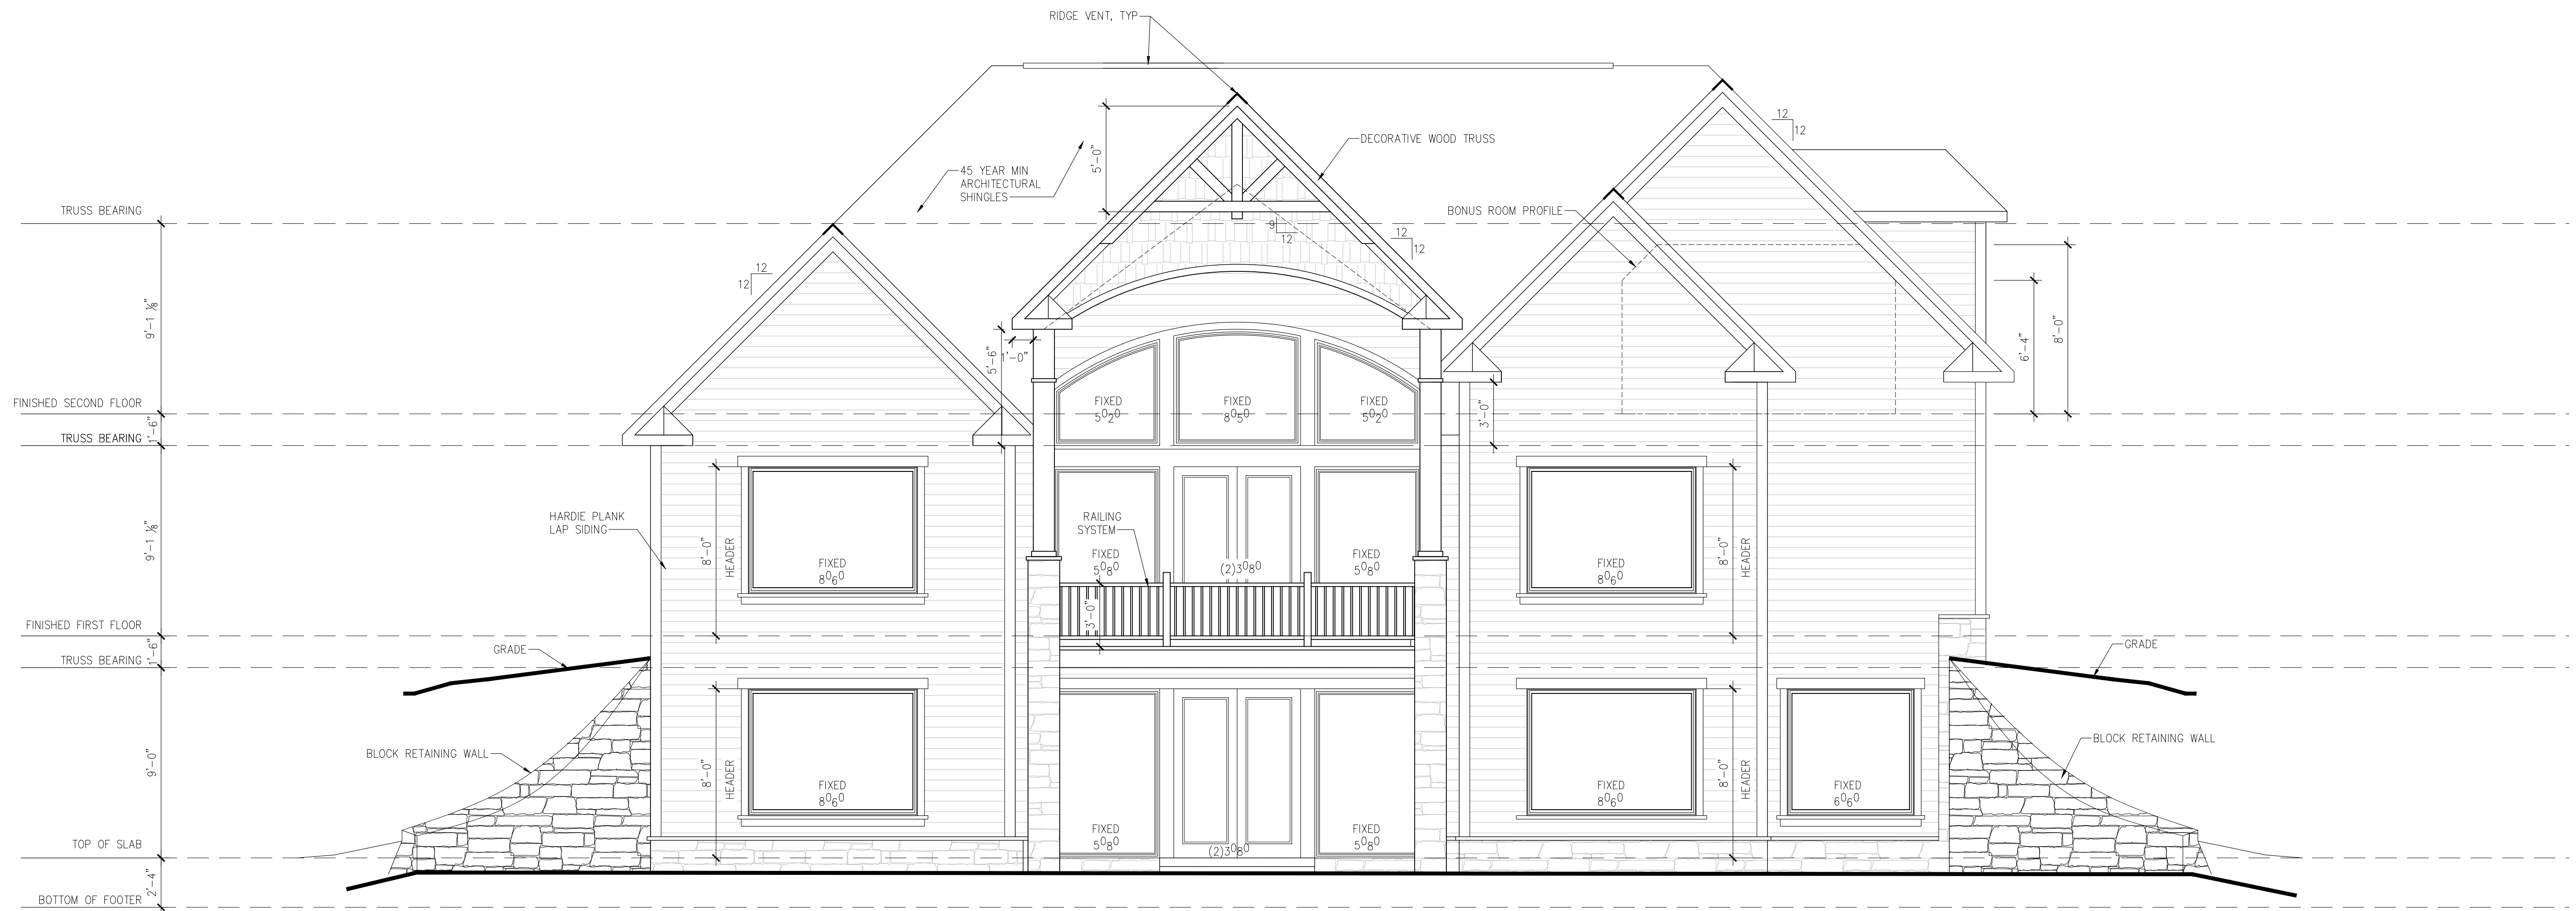 RIDGE VENT, TYP
12
12
5'-0"
DECORATIVE WOOD TRUSS
45 YEAR MIN
ARCHITECTURAL
SHINGLES
TRUSS BEARING
BONUS ROOM PROFILE
9
12
12
12
12
12
9'-1 ⅛"
5'-6"
1'-0"
6'-4"
8'-0"
FINISHED SECOND FLOOR
FIXED
5⁰2⁰
FIXED
8⁰5⁰
FIXED
5⁰2⁰
3'-0"
1'-6"
TRUSS BEARING
HARDIE PLANK
LAP SIDING
9'-1 ⅛"
8'-0"
HEADER
FIXED
8⁰6⁰
RAILING
SYSTEM
FIXED
5⁰8⁰
(2)3⁰8⁰
FIXED
5⁰8⁰
FIXED
8⁰6⁰
8'-0"
HEADER
3'-0"
FINISHED FIRST FLOOR
GRADE
GRADE
1'-6"
TRUSS BEARING
BLOCK RETAINING WALL
BLOCK RETAINING WALL
9'-0"
8'-0"
HEADER
FIXED
8⁰6⁰
FIXED
8⁰6⁰
8'-0"
HEADER
FIXED
6⁰6⁰
FIXED
5⁰8⁰
(2)3⁰8⁰
FIXED
5⁰8⁰
TOP OF SLAB
2'-4"
BOTTOM OF FOOTER